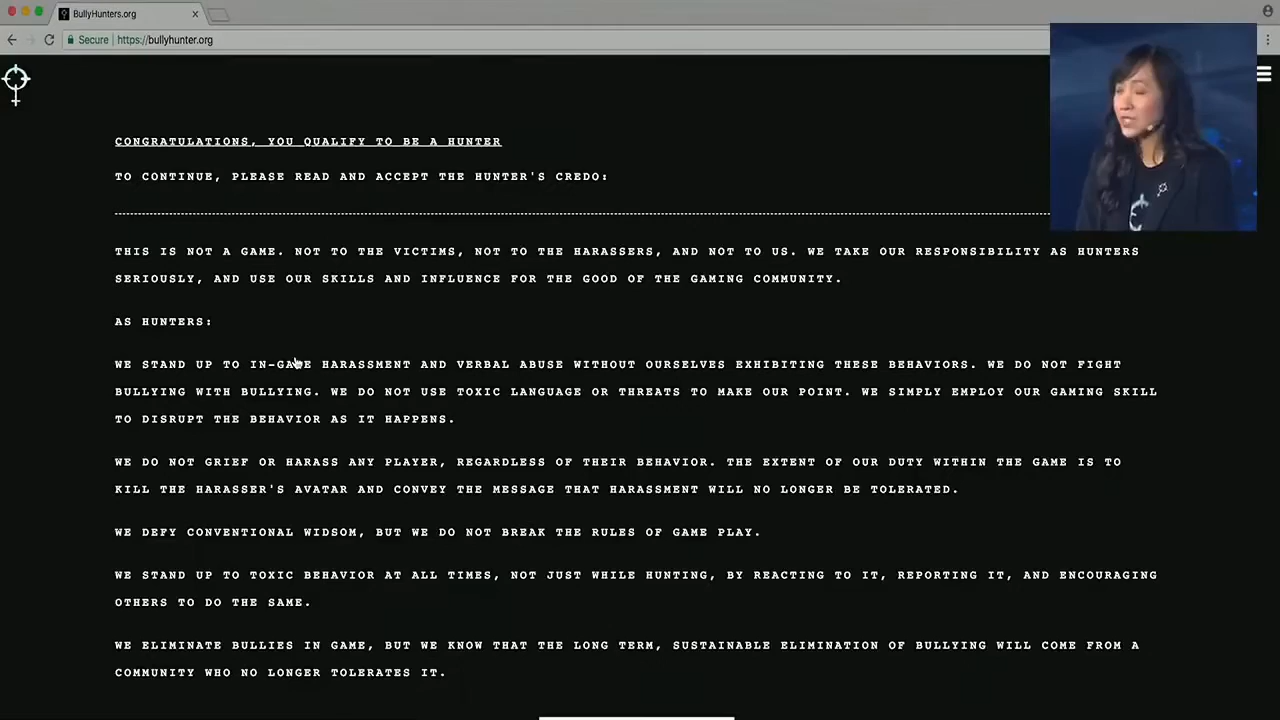 BullyHunters.org
Secure https://bullyhunter.org
CONGRATULATIONS, YOU QUALIFY TO BE A HUNTER
TO CONTINUE, PLEASE READ AND ACCEPT THE HUNTER'S CREDO:
THIS IS NOT A GAME. NOT TO THE VICTIMS, NOT TO THE HARASSERS, AND NOT TO US. WE TAKE OUR RESPONSIBILITY AS HUNTERS
SERIOUSLY, AND USE OUR SKILLS AND INFLUENCE FOR THE GOOD OF THE GAMING COMMUNITY.
AS HUNTERS:
WE STAND UP TO IN-GAME HARASSMENT AND VERBAL ABUSE WITHOUT OURSELVES EXHIBITING THESE BEHAVIORS. WE DO NOT FIGHT
BULLYING WITH BULLYING. WE DO NOT USE TOXIC LANGUAGE OR THREATS TO MAKE OUR POINT. WE SIMPLY EMPLOY OUR GAMING SKILL
TO DISRUPT THE BEHAVIOR AS IT HAPPENS.
WE DO NOT GRIEF OR HARASS ANY PLAYER, REGARDLESS OF THEIR BEHAVIOR. THE EXTENT OF OUR DUTY WITHIN THE GAME IS TO
KILL THE HARASSER'S AVATAR AND CONVEY THE MESSAGE THAT HARASSMENT WILL NO LONGER BE TOLERATED.
WE DEFY CONVENTIONAL WIDSOM, BUT WE DO NOT BREAK THE RULES OF GAME PLAY.
WE STAND UP TO TOXIC BEHAVIOR AT ALL TIMES, NOT JUST WHILE HUNTING, BY REACTING TO IT, REPORTING IT, AND ENCOURAGING
OTHERS TO DO THE SAME.
WE ELIMINATE BULLIES IN GAME, BUT WE KNOW THAT THE LONG TERM, SUSTAINABLE ELIMINATION OF BULLYING WILL COME FROM A
COMMUNITY WHO NO LONGER TOLERATES IT.